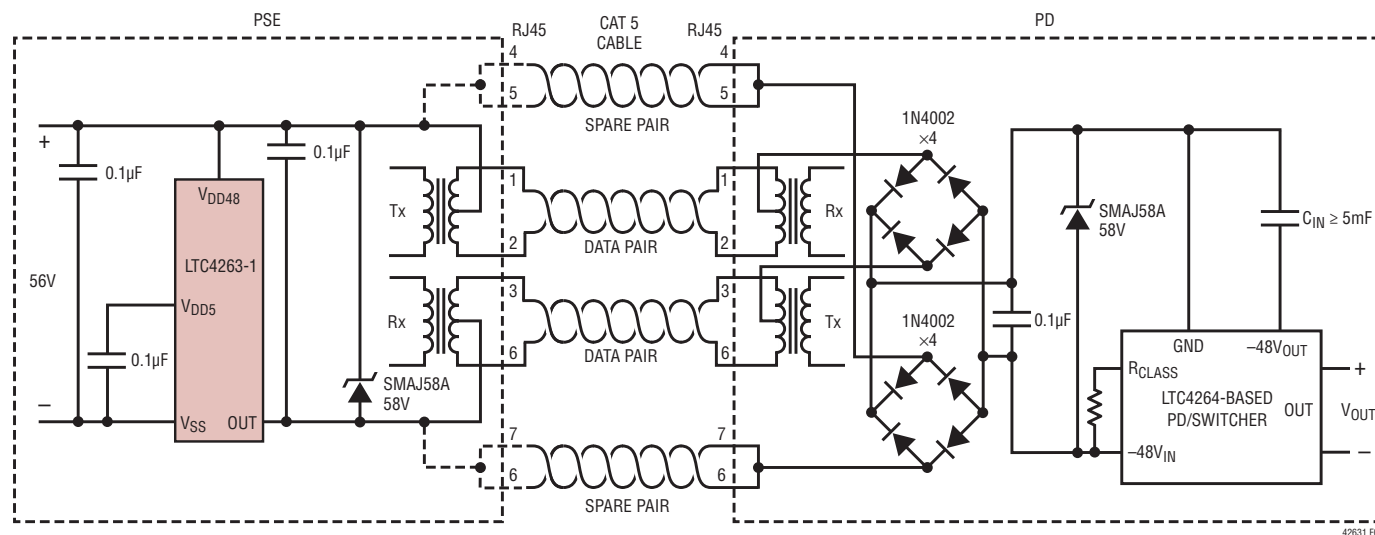 PSE
PD
CAT 5
CABLE
RJ45
RJ45
4
5
4
5
SPARE PAIR
1N4002
×4
+
0.1µF
0.1µF
VDD48
LTC4263-1
VDD5
0.1µF
56V
–
VSS
OUT
SMAJ58A
58V
Tx
Rx
1
2
1
2
DATA PAIR
Rx
Tx
3
6
3
6
DATA PAIR
7
6
7
6
SPARE PAIR
1N4002
×4
0.1µF
SMAJ58A
58V
CIN ≥ 5mF
GND
–48VOUT
RCLASS
LTC4264-BASED
PD/SWITCHER
OUT
–48VIN
+
VOUT
–